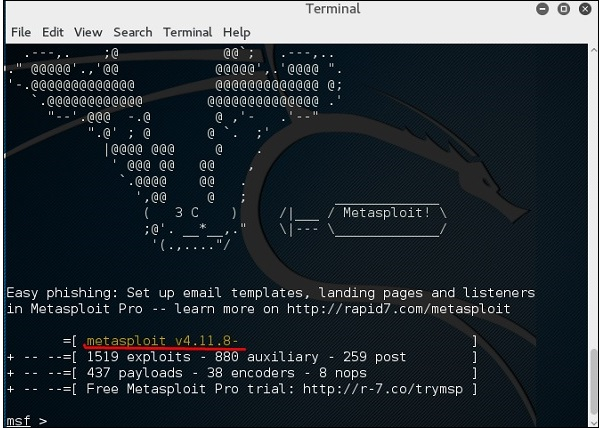 Terminal
File Edit View Search Terminal Help
.---,.    ;@             @@`;   .---,..
." @@@@@'.,'@@            @@@@@',.'@@@@ ".
'-.@@@@@@@@@@@@@          @@@@@@@@@@@@@ @;
`.@@@@@@@@@@@@        @@@@@@@@@@@@@@ .'
"--'.@@@  -.@        @ ,'-   .'--"
".@' ; @       @ `.  ;'
|@@@@ @@@     @    .
' @@@ @@   @@    ,
`.@@@@    @@   .
',@@     @   ;           _____________
(   3 C    )     /|___ / Metasploit! \
;@'. __*__,."    \|--- \_____________/
'(.,...."/
Easy phishing: Set up email templates, landing pages and listeners
in Metasploit Pro -- learn more on http://rapid7.com/metasploit
=[ metasploit v4.11.8-                                ]
+ -- --=[ 1519 exploits - 880 auxiliary - 259 post        ]
+ -- --=[ 437 payloads - 38 encoders - 8 nops             ]
+ -- --=[ Free Metasploit Pro trial: http://r-7.co/trymsp ]
msf >